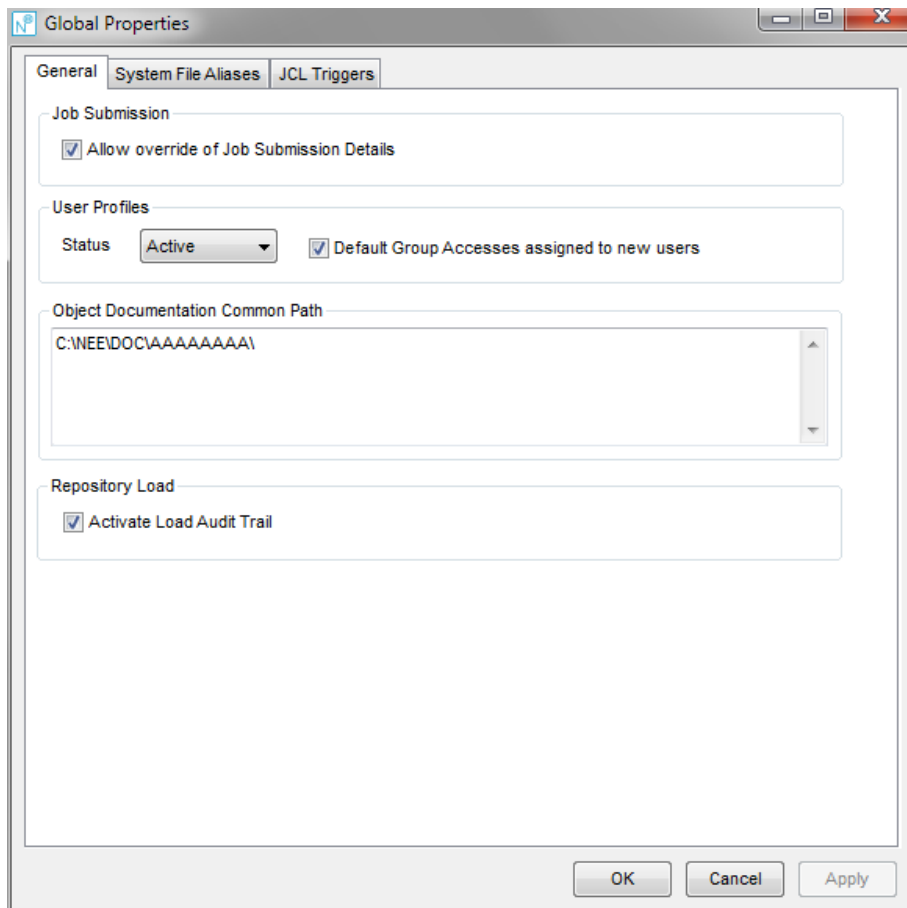 Global Properties
General System File Aliases JCL Triggers
Job Submission
Allow override of Job Submission Details
User Profiles
Status Active Default Group Accesses assigned to new users
Object Documentation Common Path
C:\NEE\DOC\AAAAAAAA\
Repository Load
Activate Load Audit Trail
OK Cancel Apply